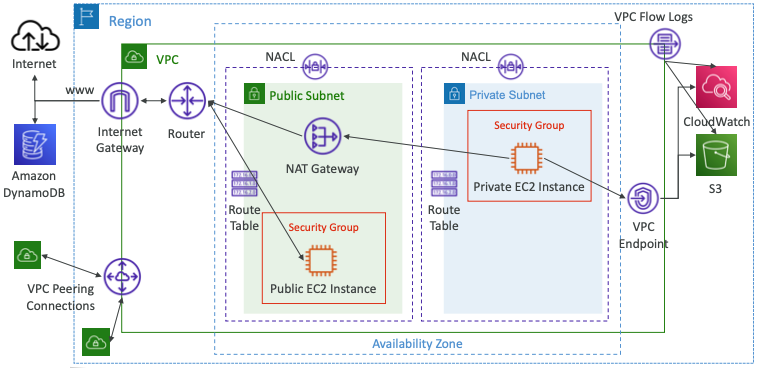 Region
VPC Flow Logs
Internet
www
VPC
NACL
NACL
Public Subnet
Private Subnet
Security Group
CloudWatch
Internet
Gateway
Router
NAT Gateway
Private EC2 Instance
Amazon
DynamoDB
S3
Route
Table
Route
Table
VPC
Endpoint
Security Group
Public EC2 Instance
VPC Peering
Connections
Availability Zone